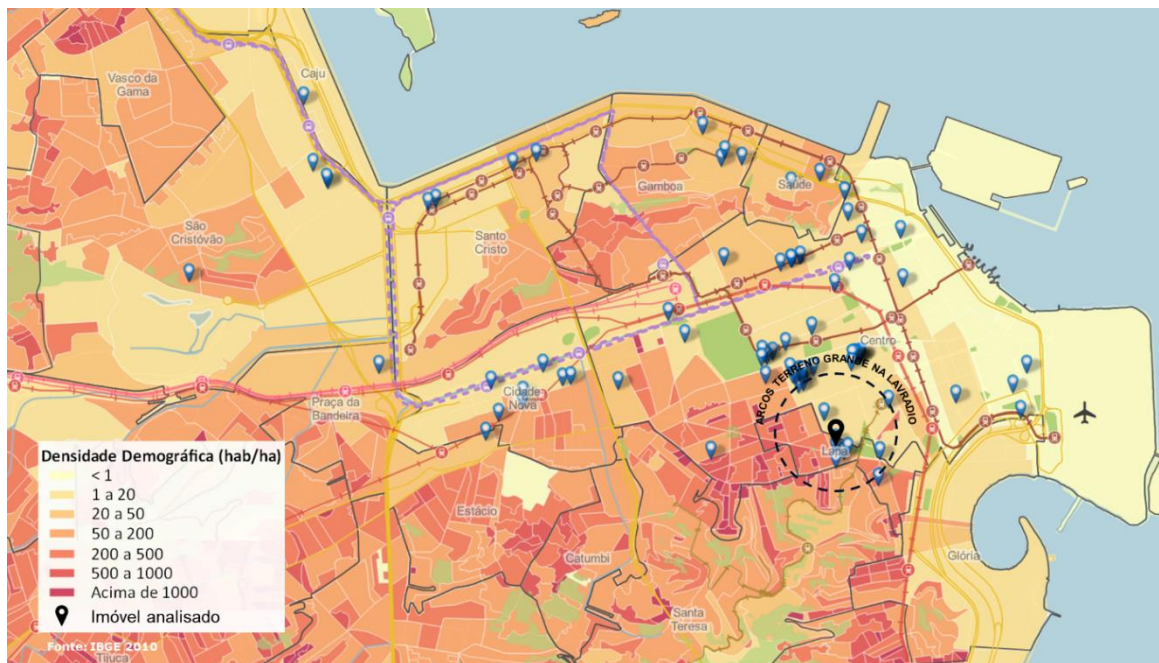 Caju
Vasco da
Gama
São
Cristóvão
Gamboa
Saúde
Santo
Cristo
Centro
ARCOS TERRENO GRANDE NA LAVRADIO
Cidade
Nova
Praça da
Bandeira
Lapa
Densidade Demográfica (hab/ha)
< 1
1 a 20
20 a 50
50 a 200
200 a 500
500 a 1000
Acima de 1000
Imóvel analisado
Fonte: IBGE 2010
Estácio
Catumbi
Glória
Santa
Teresa
Tijuca